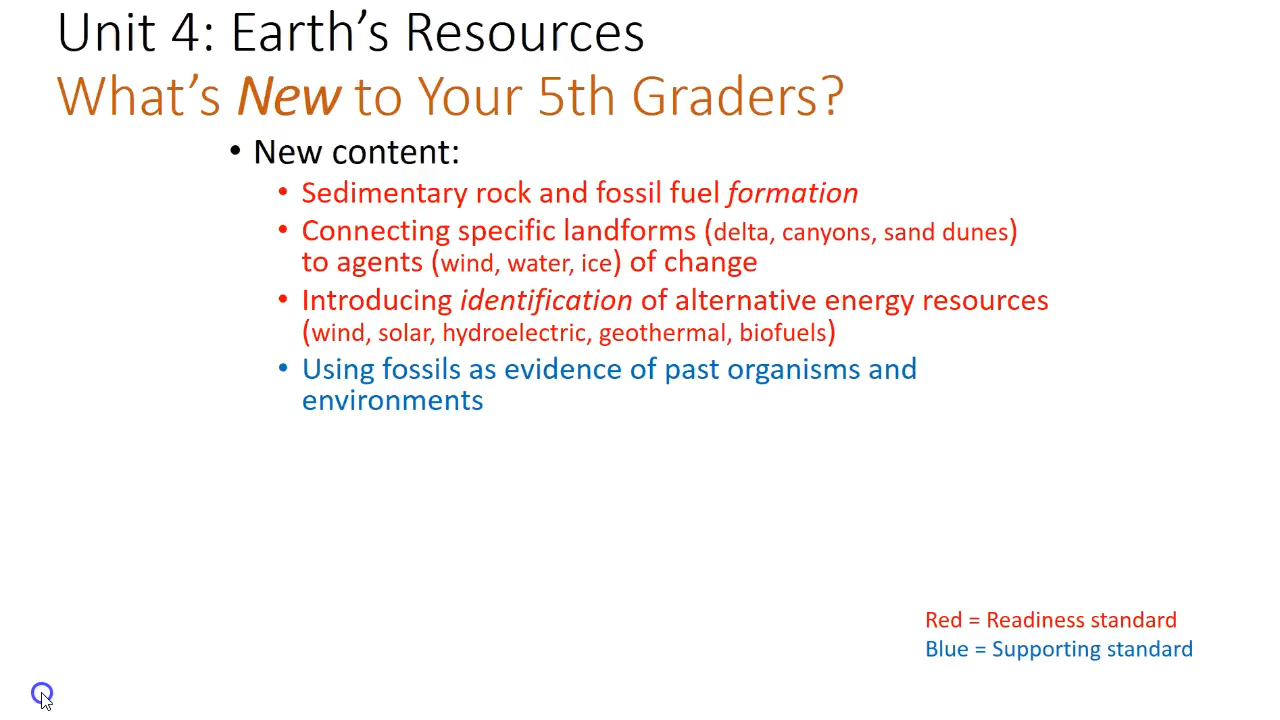 Unit 4: Earth’s Resources
What’s New to Your 5th Graders?
• New content:
• Sedimentary rock and fossil fuel formation
• Connecting specific landforms (delta, canyons, sand dunes)
to agents (wind, water, ice) of change
• Introducing identification of alternative energy resources
(wind, solar, hydroelectric, geothermal, biofuels)
• Using fossils as evidence of past organisms and
environments
Red = Readiness standard
Blue = Supporting standard